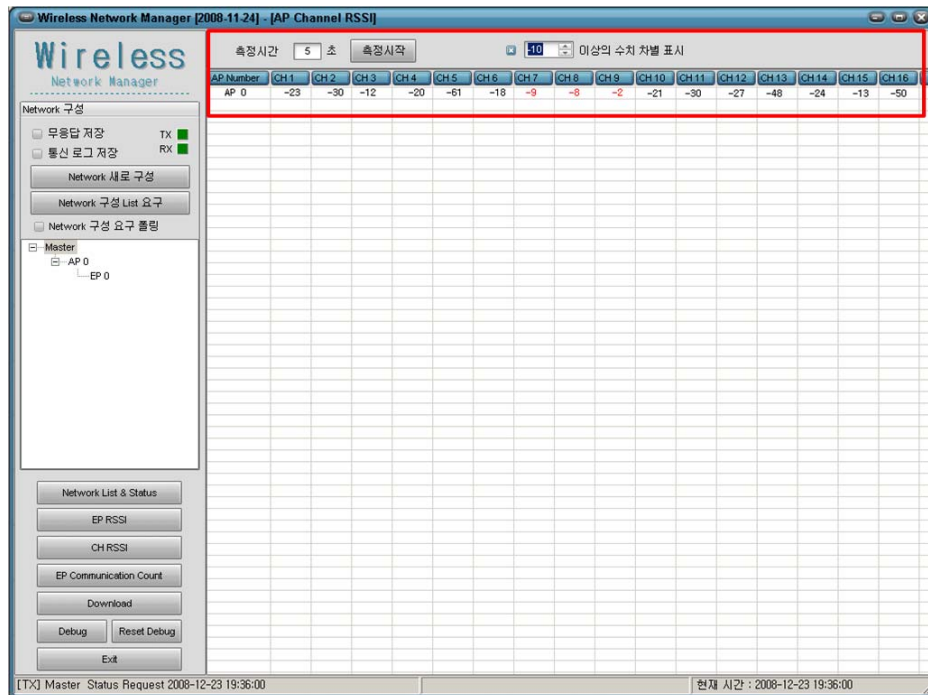 Wireless Network Manager [2008-11-24] - [AP Channel RSSI]
Wireless
Network Manager
Network 구성
무응답 저장 TX
통신 로그 저장 RX
Network 새로 구성
Network 구성 List 요구
Network 구성 요구 폴링
Master
AP 0
EP 0
Network List & Status
EP RSSI
CH RSSI
EP Communication Count
Download
Debug Reset Debug
Exit
측정시간 5 초 측정시작 -10 이상의 수치 차별 표시
AP Number CH 1 CH 2 CH 3 CH 4 CH 5 CH 6 CH 7 CH 8 CH 9 CH 10 CH 11 CH 12 CH 13 CH 14 CH 15 CH 16
AP 0 -23 -30 -12 -20 -61 -18 -9 -8 -2 -21 -30 -27 -48 -24 -13 -50
[TX] Master Status Request 2008-12-23 19:36:00
현재 시간 : 2008-12-23 19:36:00